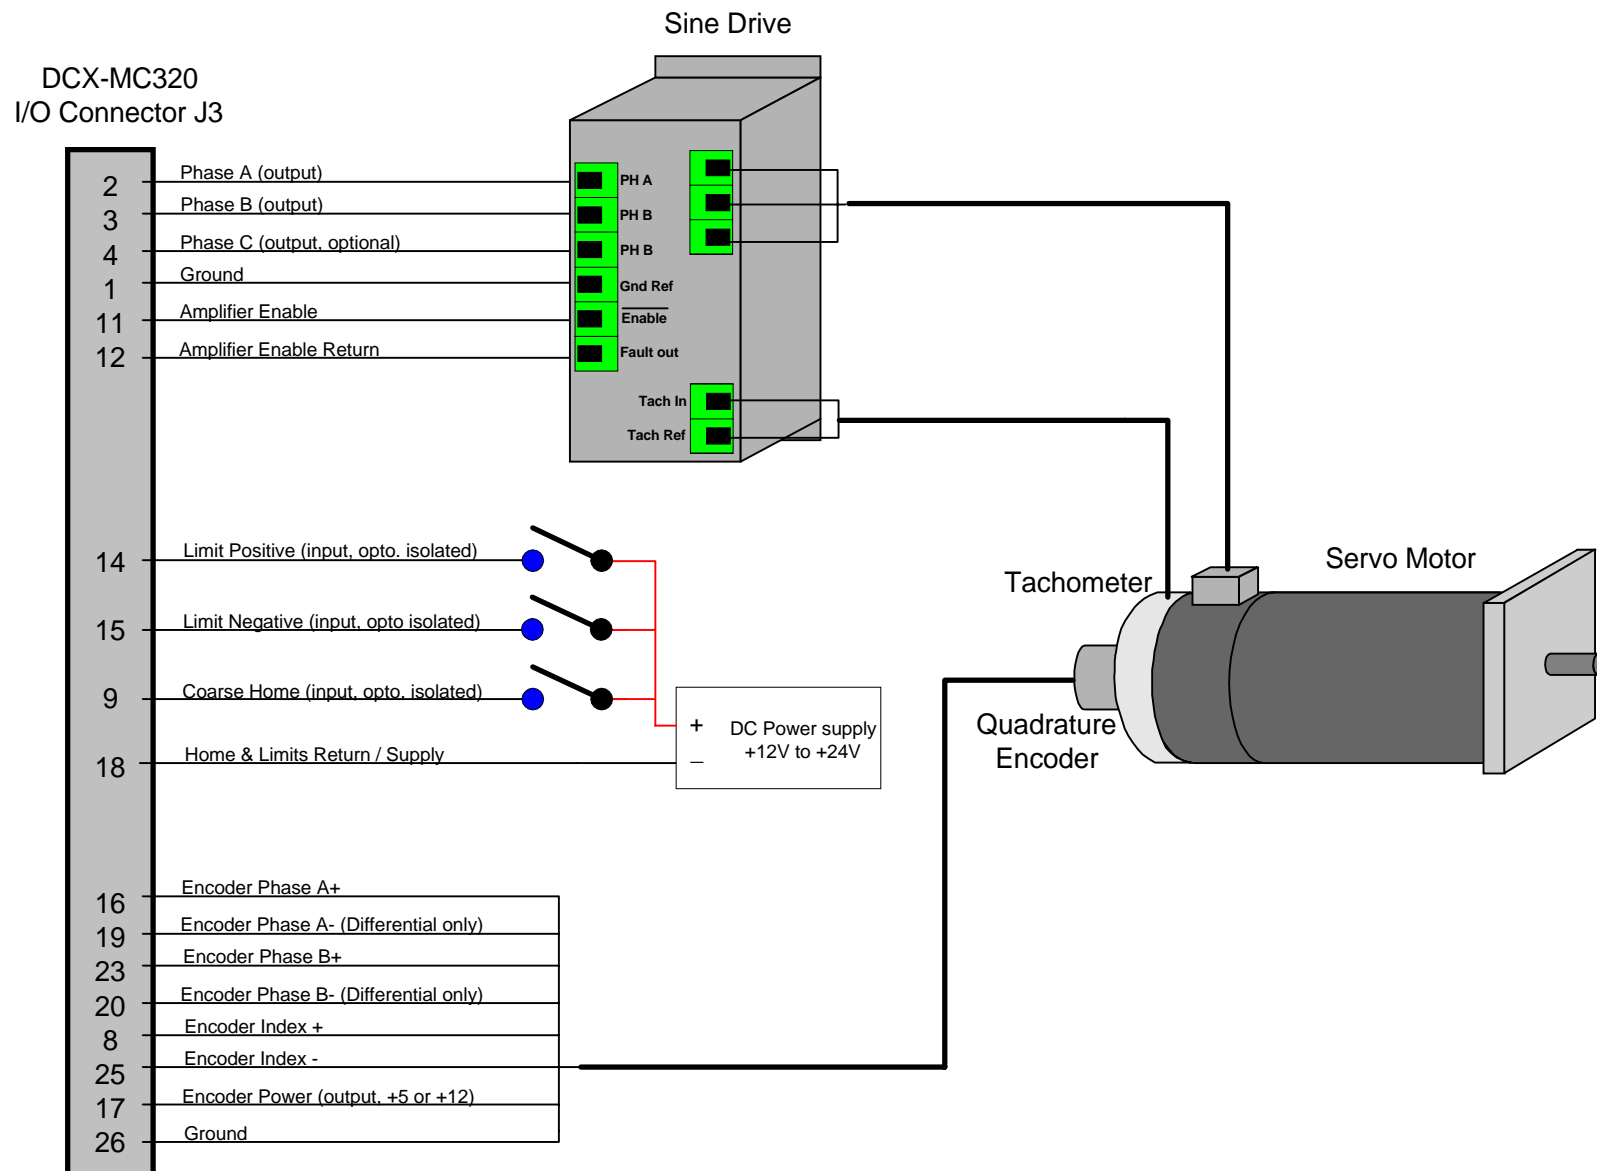 Sine Drive
DCX-MC320
I/O Connector J3
2 Phase A (output) PH A
3 Phase B (output) PH B
4 Phase C (output, optional) PH B
1 Ground Gnd Ref
11 Amplifier Enable Enable
12 Amplifier Enable Return Fault out
Tach In
Tach Ref
14 Limit Positive (input, opto. isolated)
15 Limit Negative (input, opto isolated)
9 Coarse Home (input, opto. isolated)
18 Home & Limits Return / Supply
+ DC Power supply
– +12V to +24V
Tachometer
Servo Motor
Quadrature
Encoder
16 Encoder Phase A+
19 Encoder Phase A- (Differential only)
23 Encoder Phase B+
20 Encoder Phase B- (Differential only)
8 Encoder Index +
25 Encoder Index -
17 Encoder Power (output, +5 or +12)
26 Ground